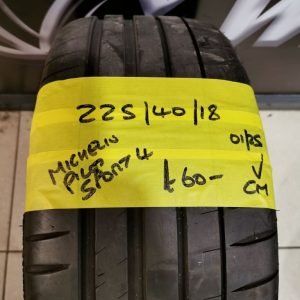 225/40/18
MICHELIN
PILOT
SPORT 4
£60-
01/25
CM